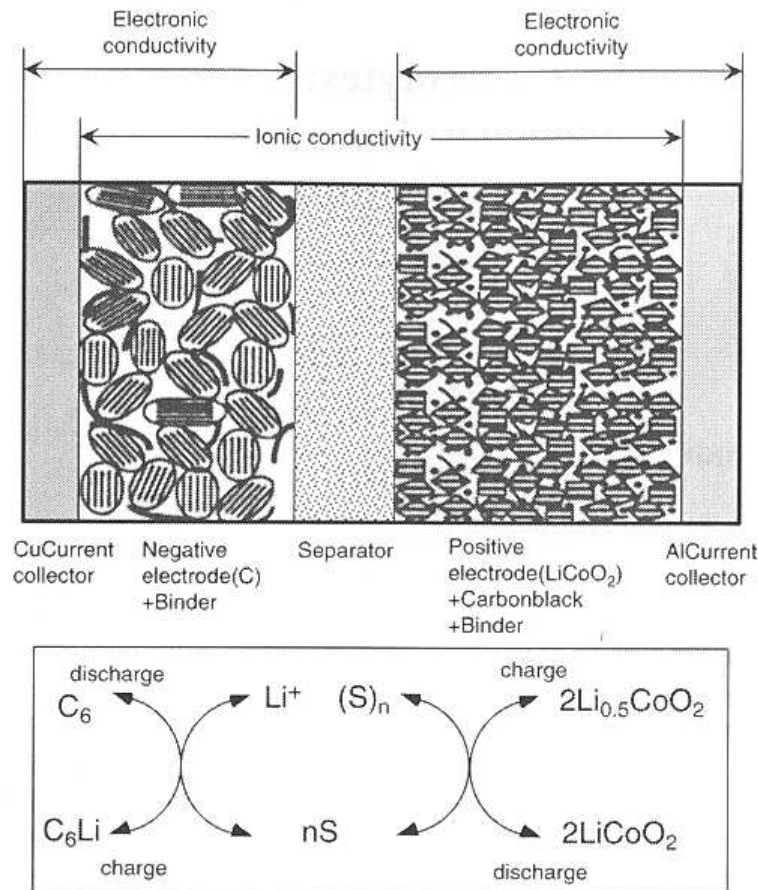 Electronic
conductivity
Electronic
conductivity
Ionic conductivity
CuCurrent
collector
Negative
electrode(C)
+Binder
Separator
Positive
electrode(LiCoO₂)
+Carbonblack
+Binder
AlCurrent
collector
discharge
charge
C₆ Li⁺ (S)ₙ 2Li₀.₅CoO₂
C₆Li nS 2LiCoO₂
charge
discharge